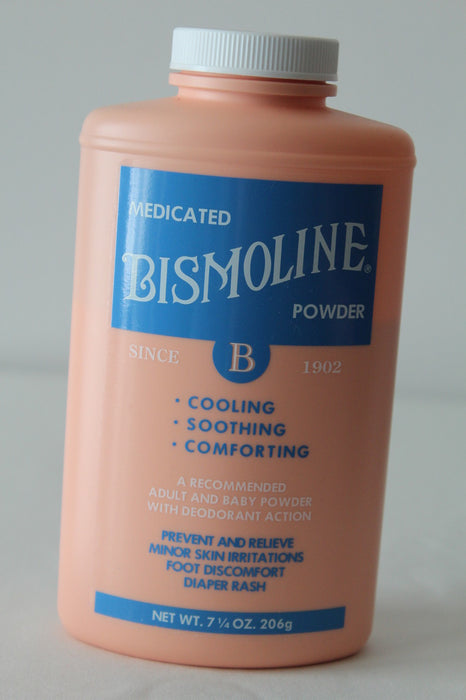 MEDICATED
BISMOLINE®
POWDER
SINCE B 1902
· COOLING
· SOOTHING
· COMFORTING
A RECOMMENDED
ADULT AND BABY POWDER
WITH DEODORANT ACTION
PREVENT AND RELIEVE
MINOR SKIN IRRITATIONS
FOOT DISCOMFORT
DIAPER RASH
NET WT. 7 ¼ OZ. 206g